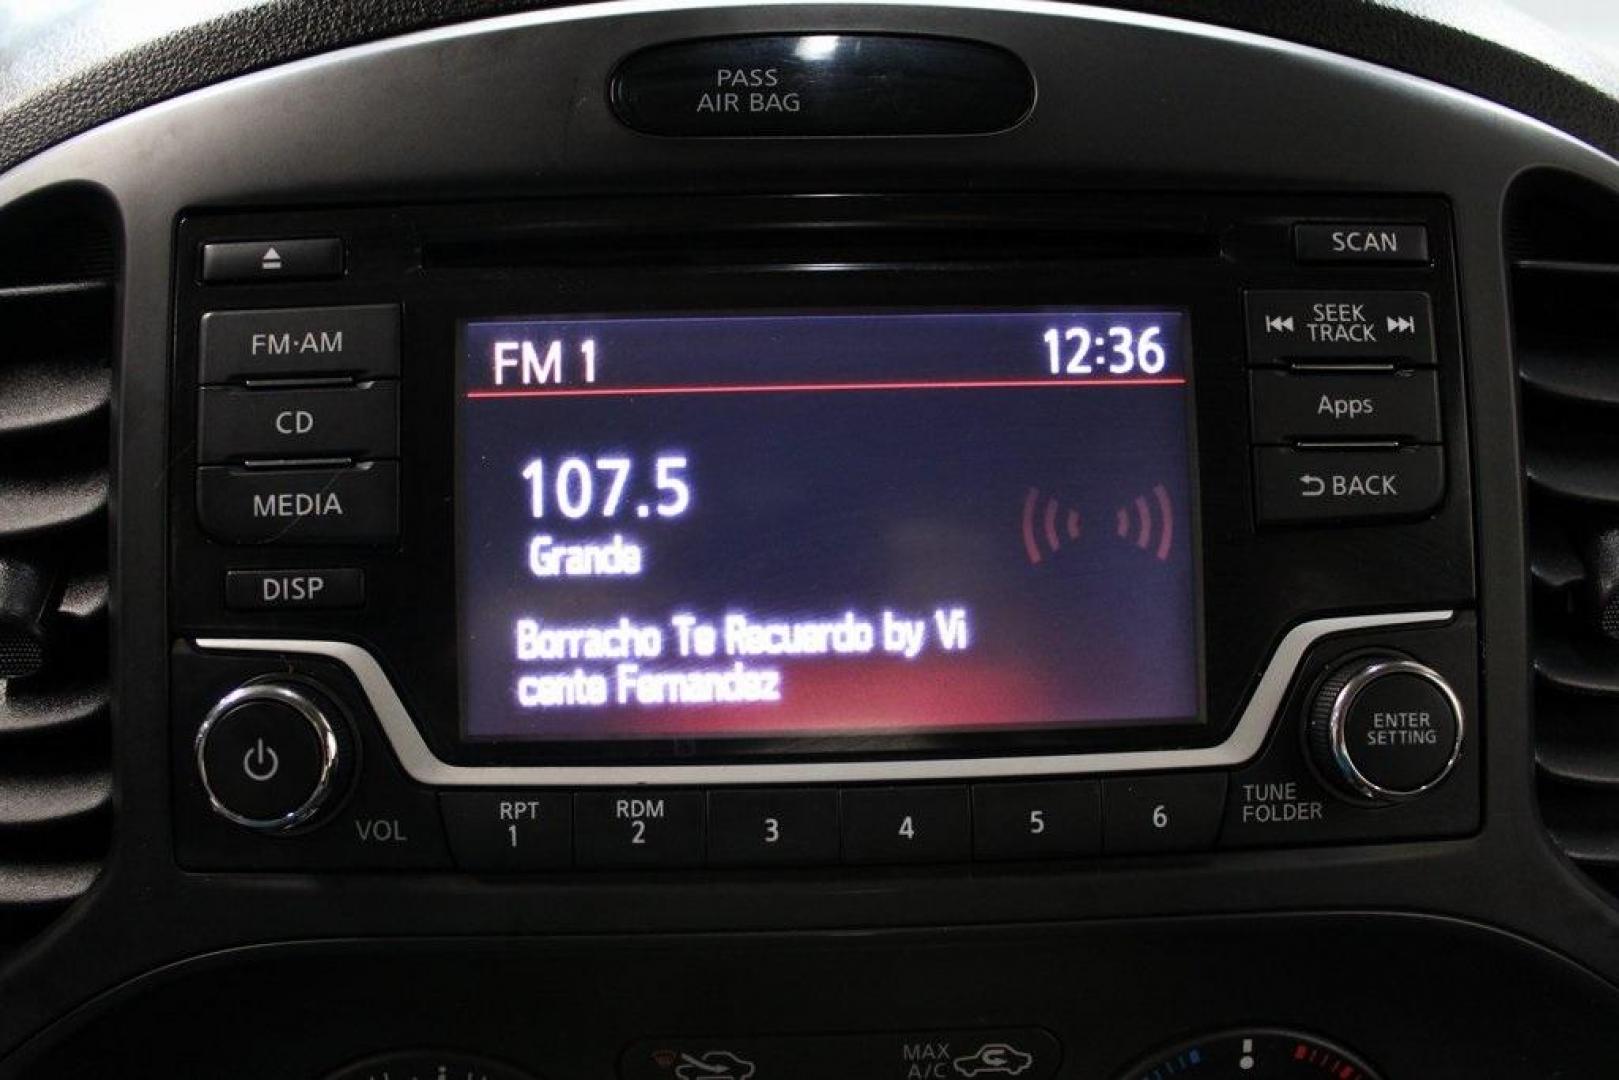 PASS
AIR BAG
SCAN
FM·AM
SEEK
TRACK
CD
Apps
MEDIA
BACK
DISP
FM 1
12:36
107.5
Grande
Borracho Te Recuerdo by Vi
cente Fernandez
VOL
RPT
1
RDM
2
3
4
5
6
TUNE
FOLDER
ENTER
SETTING
MAX
A/C